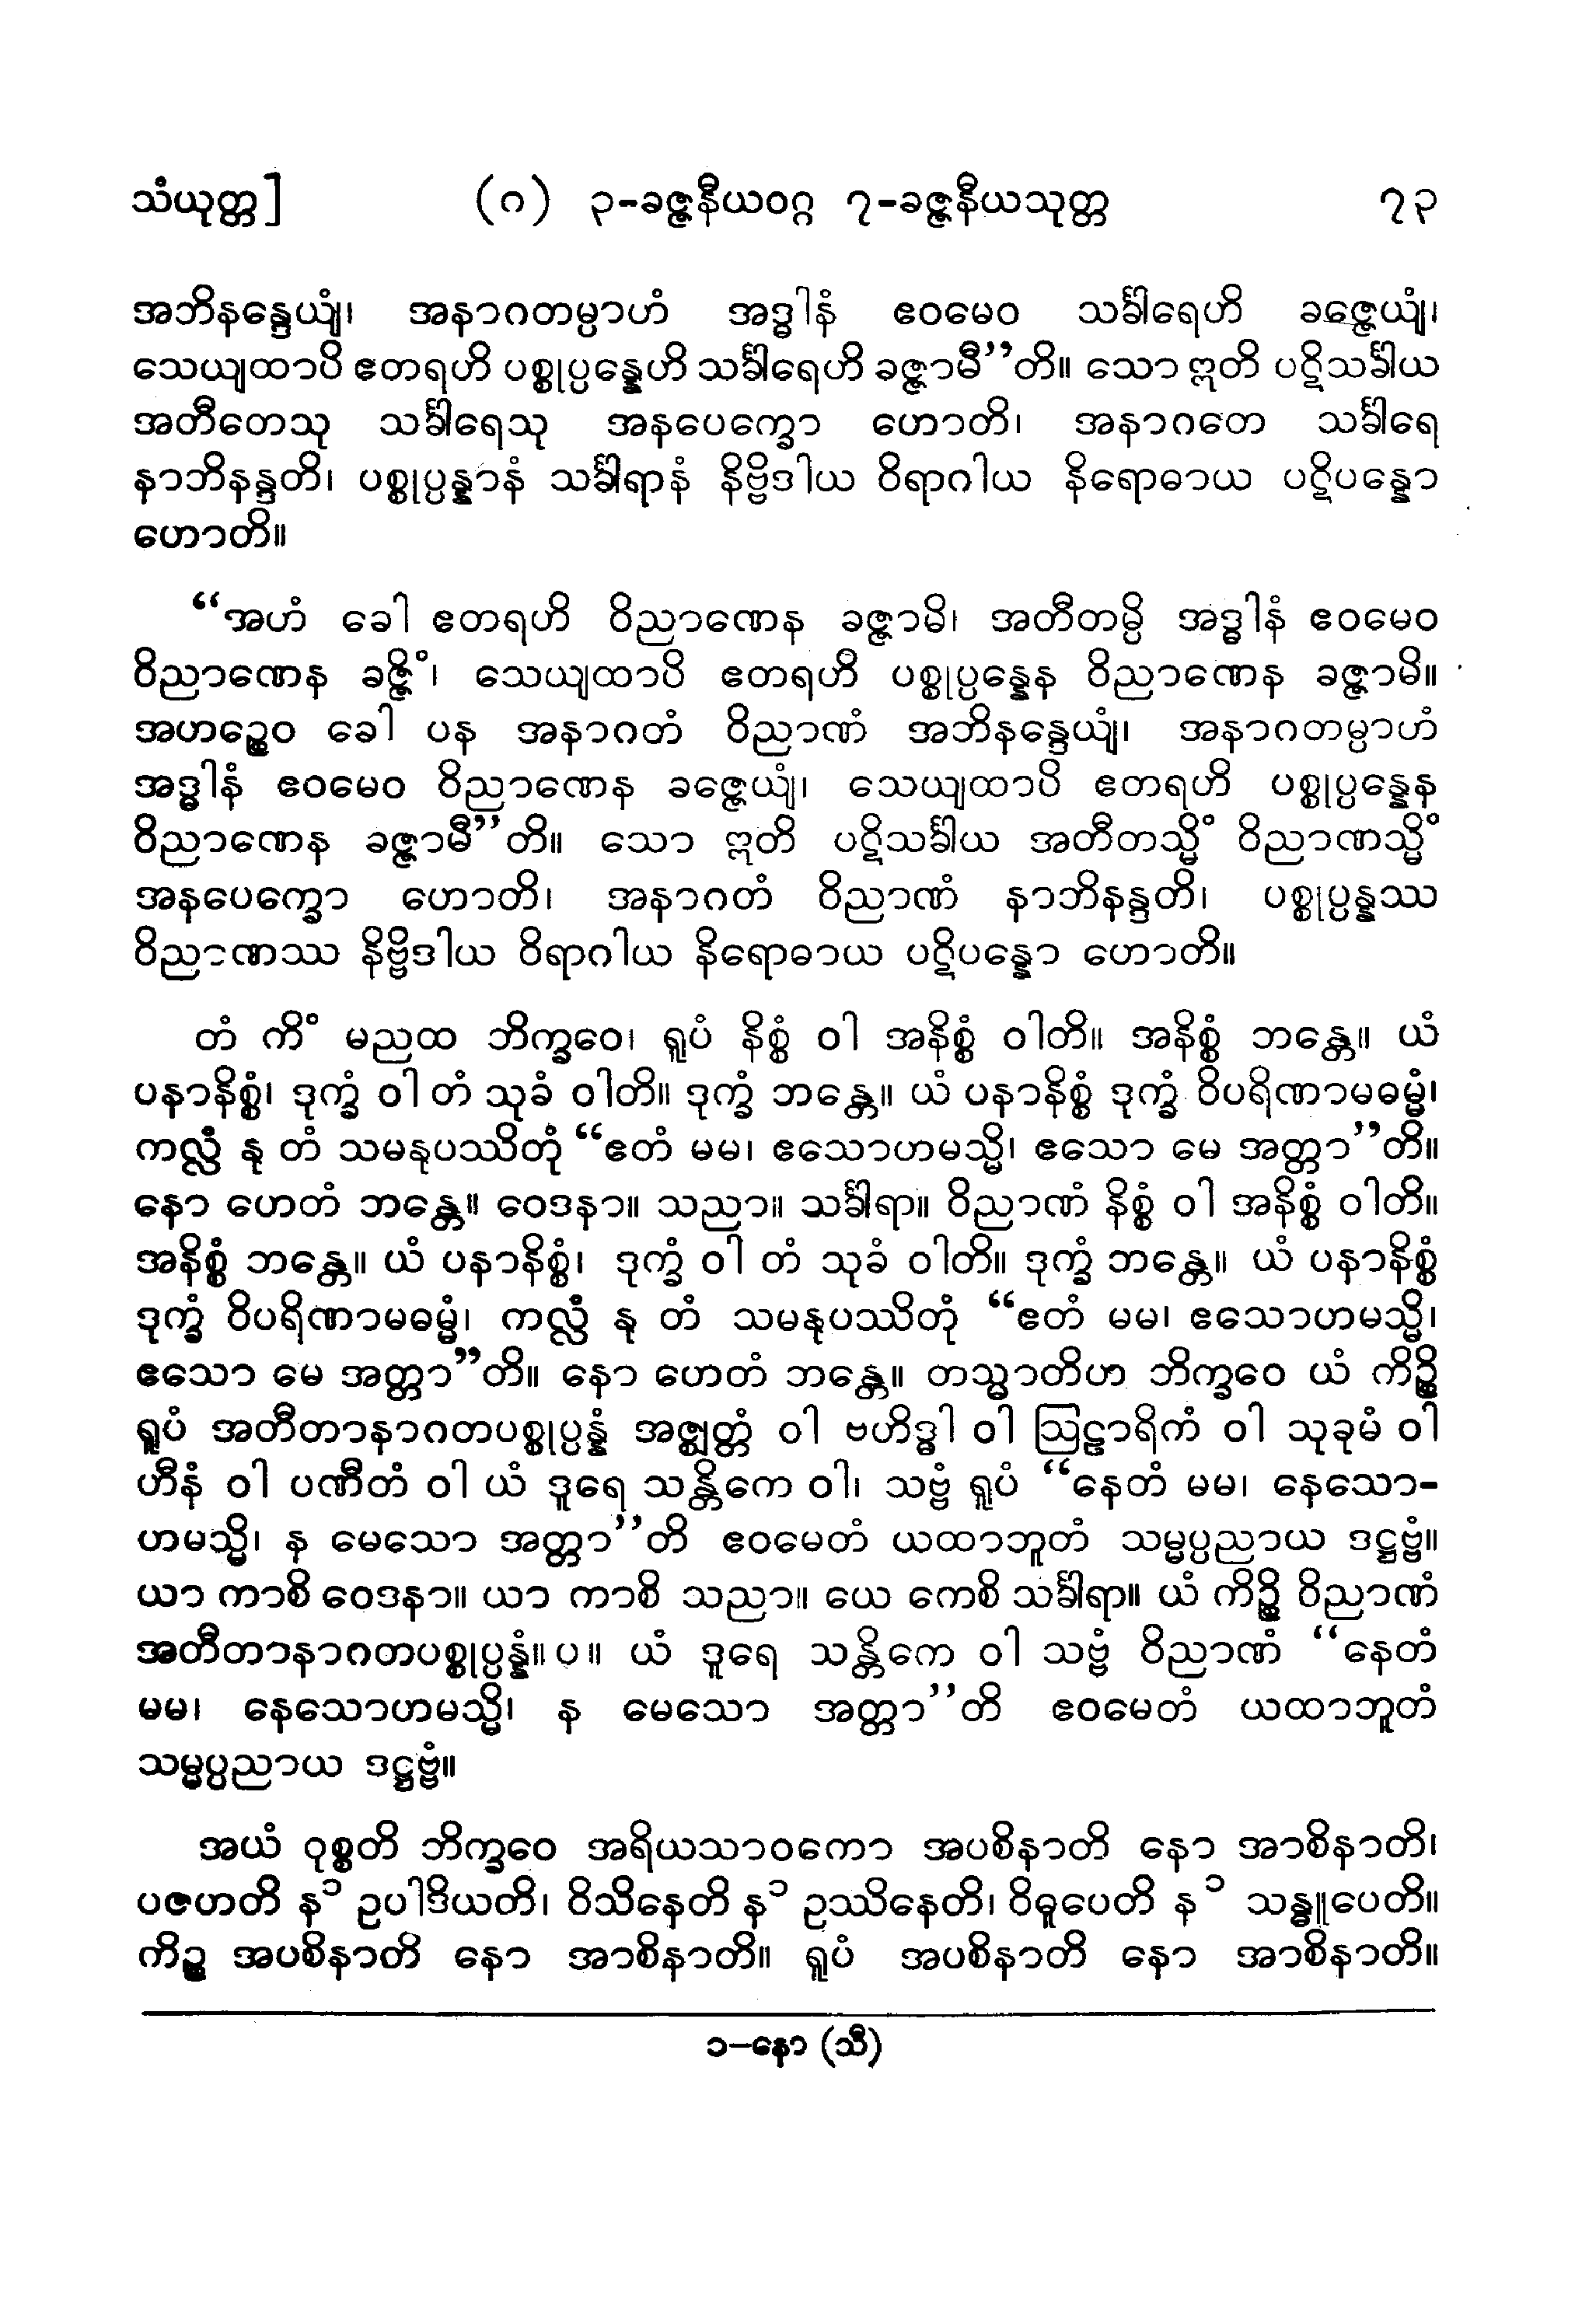 သံယုတ္တ] (ဂ) ၃-ခဇ္ဇနီယဝဂ္ဂ ၇-ခဇ္ဇနီယသုတ္တ ၇၃
အဘိနန္ဒေယျံ၊ အနာဂတမ္ပာဟံ အဒ္ဓါနံ ဧဝမေဝ သင်္ခါရေဟိ ခဇ္ဇေယျံ၊
သေယျထာပိ ဧတရဟိ ပစ္စုပ္ပန္နေဟိ သင်္ခါရေဟိ ခဇ္ဇာမီ”တိ။ သော ဣတိ ပဋိသင်္ခါယ
အတီတေသု သင်္ခါရေသု အနပေက္ခော ဟောတိ၊ အနာဂတေ သင်္ခါရေ
နာဘိနန္ဒတိ၊ ပစ္စုပ္ပန္နာနံ သင်္ခါရာနံ နိဗ္ဗိဒါယ ဝိရာဂါယ နိရောဓာယ ပဋိပန္နော
ဟောတိ။
“အဟံ ခေါ ဧတရဟိ ဝိညာဏေန ခဇ္ဇာမိ၊ အတီတမ္ပိ အဒ္ဓါနံ ဧဝမေဝ
ဝိညာဏေန ခဇ္ဇိံ၊ သေယျထာပိ ဧတရဟိ ပစ္စုပ္ပန္နေန ဝိညာဏေန ခဇ္ဇာမိ။
အဟဉ္စေဝ ခေါ ပန အနာဂတံ ဝိညာဏံ အဘိနန္ဒေယျံ၊ အနာဂတမ္ပာဟံ
အဒ္ဓါနံ ဧဝမေဝ ဝိညာဏေန ခဇ္ဇေယျံ၊ သေယျထာပိ ဧတရဟိ ပစ္စုပ္ပန္နေန
ဝိညာဏေန ခဇ္ဇာမီ”တိ။ သော ဣတိ ပဋိသင်္ခါယ အတီတသ္မိံ ဝိညာဏသ္မိံ
အနပေက္ခော ဟောတိ၊ အနာဂတံ ဝိညာဏံ နာဘိနန္ဒတိ၊ ပစ္စုပ္ပန္နဿ
ဝိညာဏဿ နိဗ္ဗိဒါယ ဝိရာဂါယ နိရောဓာယ ပဋိပန္နော ဟောတိ။
တံ ကိံ မညထ ဘိက္ခဝေ၊ ရူပံ နိစ္စံ ဝါ အနိစ္စံ ဝါတိ။ အနိစ္စံ ဘန္တေ။ ယံ
ပနာနိစ္စံ၊ ဒုက္ခံ ဝါ တံ သုခံ ဝါတိ။ ဒုက္ခံ ဘန္တေ။ ယံ ပနာနိစ္စံ ဒုက္ခံ ဝိပရိဏာမဓမ္မံ၊
ကလ္လံ နု တံ သမနုပဿိတုံ “ဧတံ မမ၊ ဧသောဟမသ္မိ၊ ဧသော မေ အတ္တာ”တိ။
နော ဟေတံ ဘန္တေ။ ဝေဒနာ။ သညာ။ သင်္ခါရာ။ ဝိညာဏံ နိစ္စံ ဝါ အနိစ္စံ ဝါတိ။
အနိစ္စံ ဘန္တေ။ ယံ ပနာနိစ္စံ၊ ဒုက္ခံ ဝါ တံ သုခံ ဝါတိ။ ဒုက္ခံ ဘန္တေ။ ယံ ပနာနိစ္စံ
ဒုက္ခံ ဝိပရိဏာမဓမ္မံ၊ ကလ္လံ နု တံ သမနုပဿိတုံ “ဧတံ မမ၊ ဧသောဟမသ္မိ၊
ဧသော မေ အတ္တာ”တိ။ နော ဟေတံ ဘန္တေ။ တသ္မာတိဟ ဘိက္ခဝေ ယံ ကိဉ္စိ
ရူပံ အတီတာနာဂတပစ္စုပ္ပန္နံ အဇ္ဈတ္တံ ဝါ ဗဟိဒ္ဓါ ဝါ ဩဠာရိကံ ဝါ သုခုမံ ဝါ
ဟီနံ ဝါ ပဏီတံ ဝါ ယံ ဒူရေ သန္တိကေ ဝါ၊ သဗ္ဗံ ရူပံ “နေတံ မမ၊ နေသော-
ဟမသ္မိ၊ န မေသော အတ္တာ”တိ ဧဝမေတံ ယထာဘူတံ သမ္မပ္ပညာယ ဒဋ္ဌဗ္ဗံ။
ယာ ကာစိ ဝေဒနာ။ ယာ ကာစိ သညာ။ ယေ ကေစိ သင်္ခါရာ။ ယံ ကိဉ္စိ ဝိညာဏံ
အတီတာနာဂတပစ္စုပ္ပန္နံ။ ပ။ ယံ ဒူရေ သန္တိကေ ဝါ သဗ္ဗံ ဝိညာဏံ “နေတံ
မမ၊ နေသောဟမသ္မိ၊ န မေသော အတ္တာ”တိ ဧဝမေတံ ယထာဘူတံ
သမ္မပ္ပညာယ ဒဋ္ဌဗ္ဗံ။
အယံ ဝုစ္စတိ ဘိက္ခဝေ အရိယသာဝကော အပစိနာတိ နော အာစိနာတိ၊
ပဇဟတိ န၁ ဥပါဒိယတိ၊ ဝိသိနေတိ န၁ ဥဿိနေတိ၊ ဝိဓူပေတိ န၁ သန္ဓူပေတိ။
ကိဉ္စ အပစိနာတိ နော အာစိနာတိ။ ရူပံ အပစိနာတိ နော အာစိနာတိ။
၁-နော (သီ)